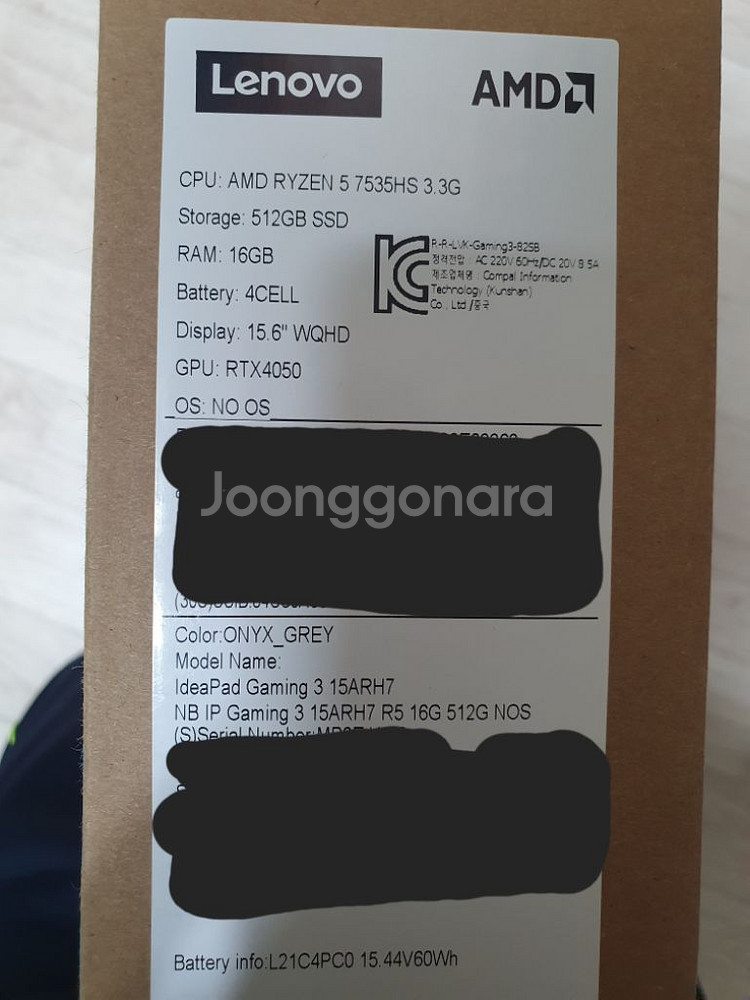 Lenovo
AMD
CPU: AMD RYZEN 5 7535HS 3.3G
Storage: 512GB SSD
RAM: 16GB
Battery: 4CELL
Display: 15.6" WQHD
GPU: RTX4050
OS: NO OS
R-R-LVK-Gaming3-82SB
정격전압 : AC 220V 60Hz/DC 20V 8.5A
제조업체명 : Compal Information
Technology (Kunshan)
Co., Ltd /중국
Joonggonara
Color:ONYX_GREY
Model Name:
IdeaPad Gaming 3 15ARH7
NB IP Gaming 3 15ARH7 R5 16G 512G NOS
(S)Serial Number:
Battery info:L21C4PC0 15.44V60Wh